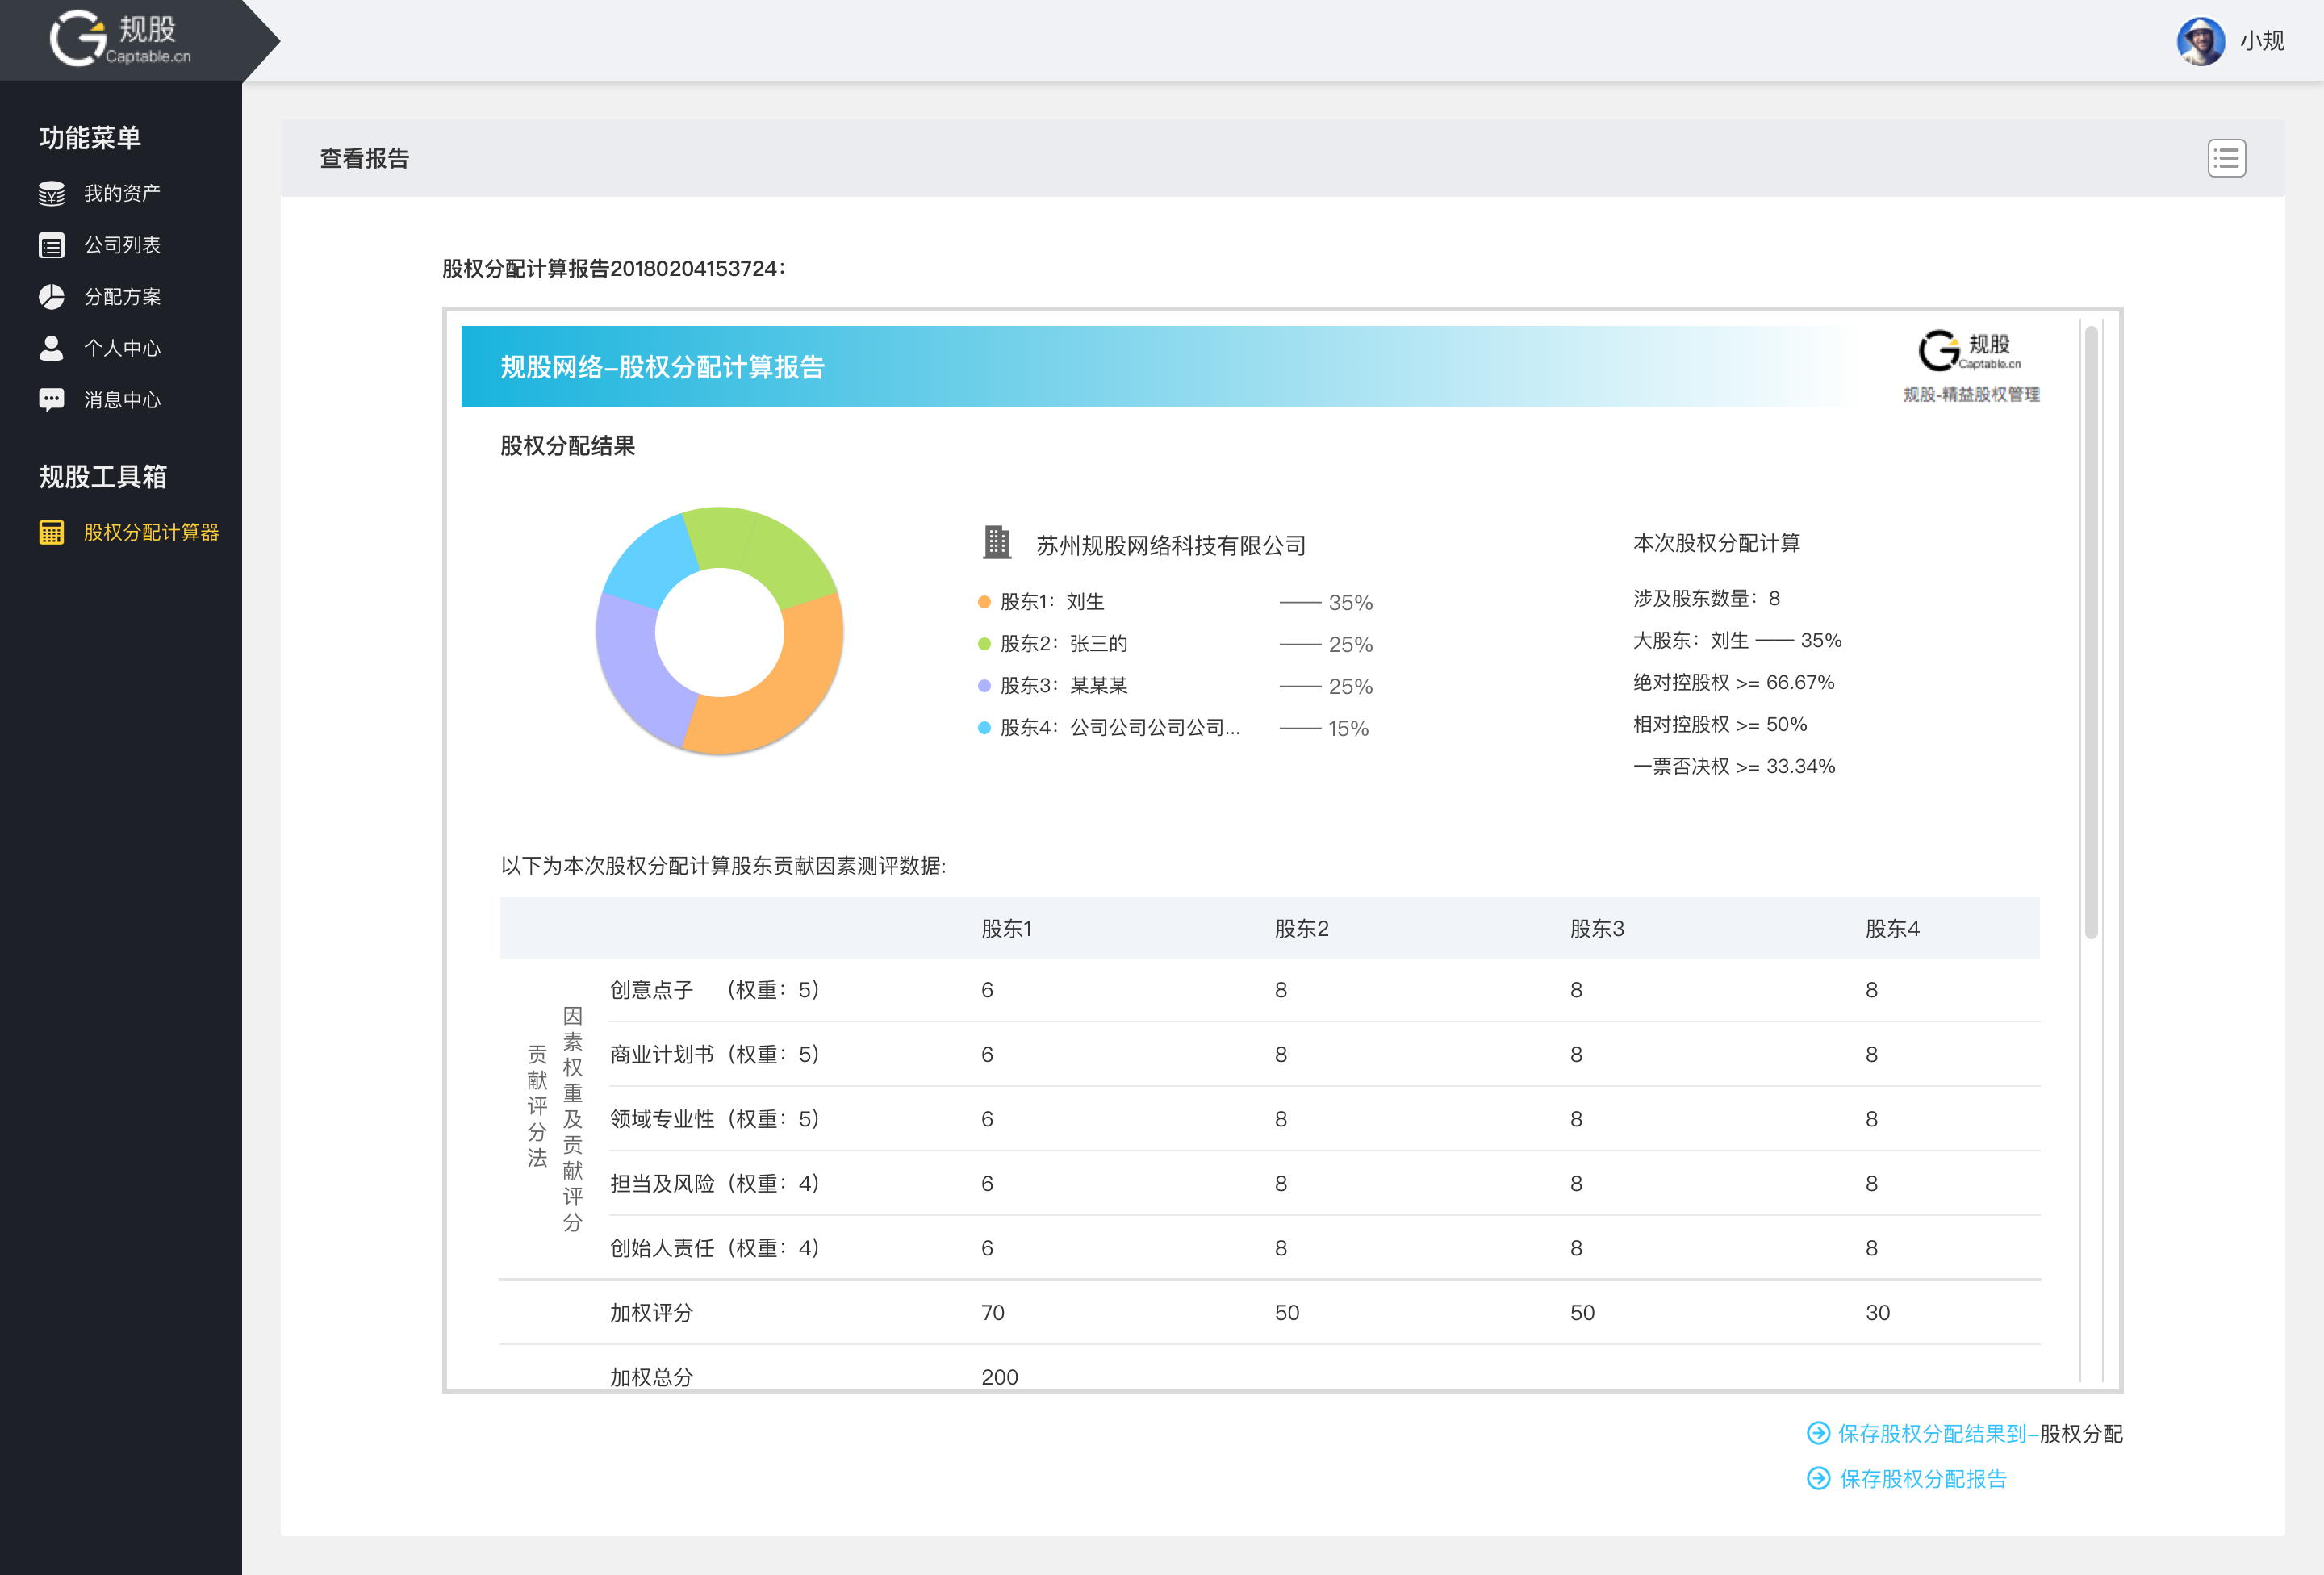 规股
Captable.cn
小规
功能菜单
我的资产
公司列表
分配方案
个人中心
消息中心
规股工具箱
股权分配计算器
查看报告
股权分配计算报告20180204153724：
规股网络–股权分配计算报告
规股
Captable.cn
规股-精益股权管理
股权分配结果
苏州规股网络科技有限公司
股东1：刘生 —— 35%
股东2：张三的 —— 25%
股东3：某某某 —— 25%
股东4：公司公司公司公司... —— 15%
本次股权分配计算
涉及股东数量：8
大股东：刘生 —— 35%
绝对控股权 >= 66.67%
相对控股权 >= 50%
一票否决权 >= 33.34%
以下为本次股权分配计算股东贡献因素测评数据:
股东1 股东2 股东3 股东4
贡献评分法
因素权重及贡献评分
创意点子 （权重：5） 6 8 8 8
商业计划书（权重：5） 6 8 8 8
领域专业性（权重：5） 6 8 8 8
担当及风险（权重：4） 6 8 8 8
创始人责任（权重：4） 6 8 8 8
加权评分 70 50 50 30
加权总分 200
保存股权分配结果到–股权分配
保存股权分配报告